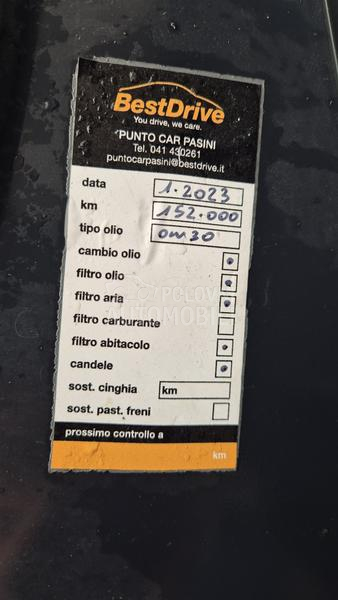 BestDrive
You drive, we care.
PUNTO CAR PASINI
Tel. 041 430261
puntocarpasini@bestdrive.it
data 1.2023
km 152.000
tipo olio 0W30
cambio olio
filtro olio
filtro aria
filtro carburante
filtro abitacolo
candele
sost. cinghia km
sost. past. freni
prossimo controllo a
km